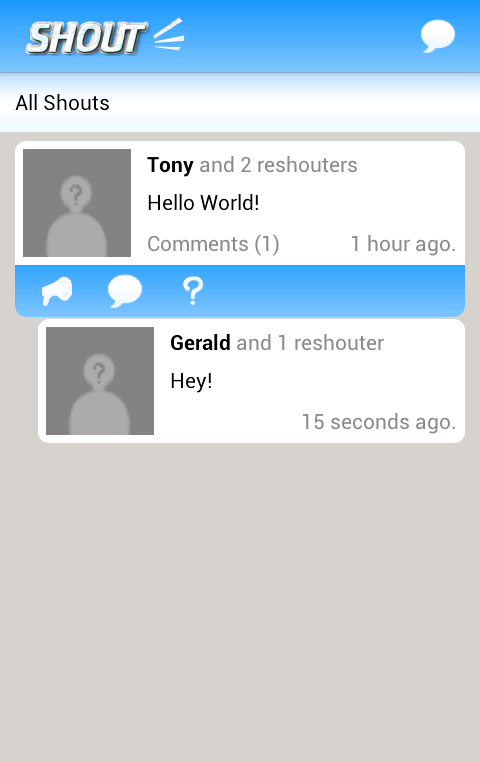 SHOUT
All Shouts
Tony and 2 reshouters
Hello World!
Comments (1) 1 hour ago.
?
Gerald and 1 reshouter
Hey!
15 seconds ago.